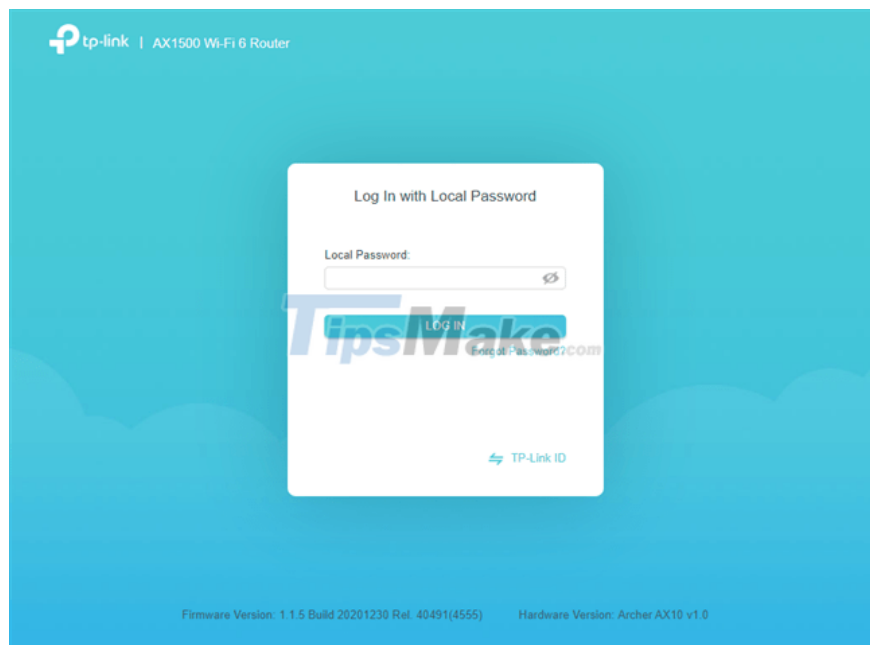 tp-link | AX1500 Wi-Fi 6 Router
Log In with Local Password
Local Password:
LOG IN
TipsMake.com
Forgot Password?
TP-Link ID
Firmware Version: 1.1.5 Build 20201230 Rel. 40491(4555) Hardware Version: Archer AX10 v1.0